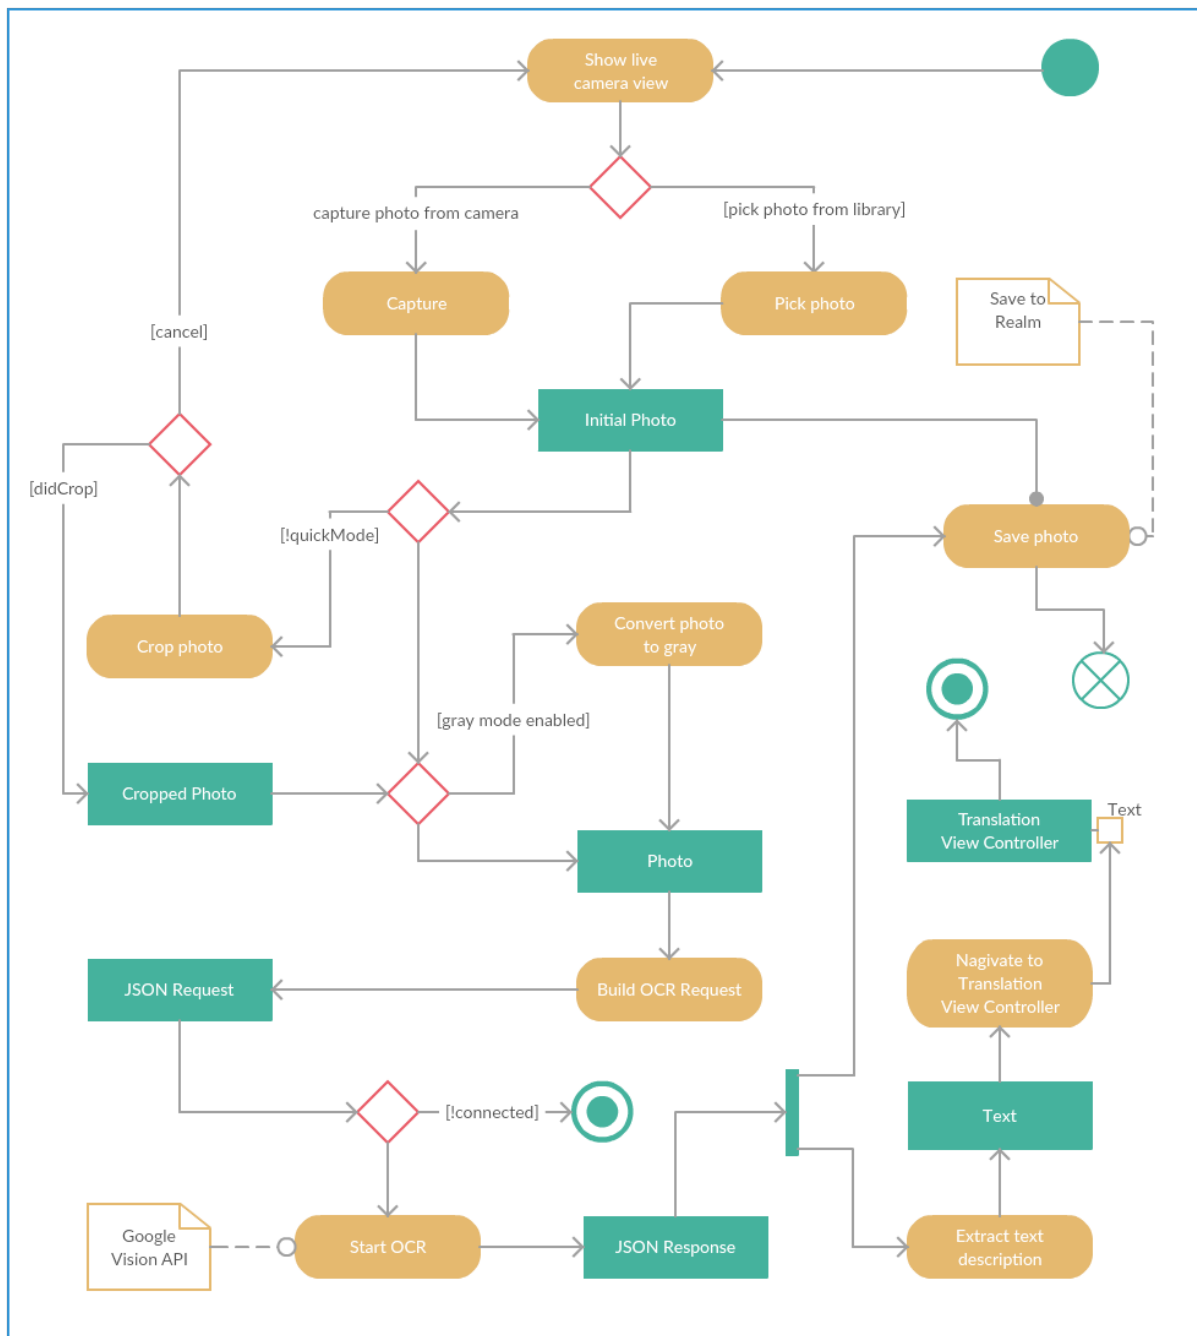 Show live
camera view
capture photo from camera
[pick photo from library]
Capture
Pick photo
Save to
Realm
[cancel]
Initial Photo
[didCrop]
[!quickMode]
Save photo
Crop photo
Convert photo
to gray
[gray mode enabled]
Cropped Photo
Text
Translation
View Controller
Photo
JSON Request
Build OCR Request
Nagivate to
Translation
View Controller
[!connected]
Text
Google
Vision API
Start OCR
JSON Response
Extract text
description